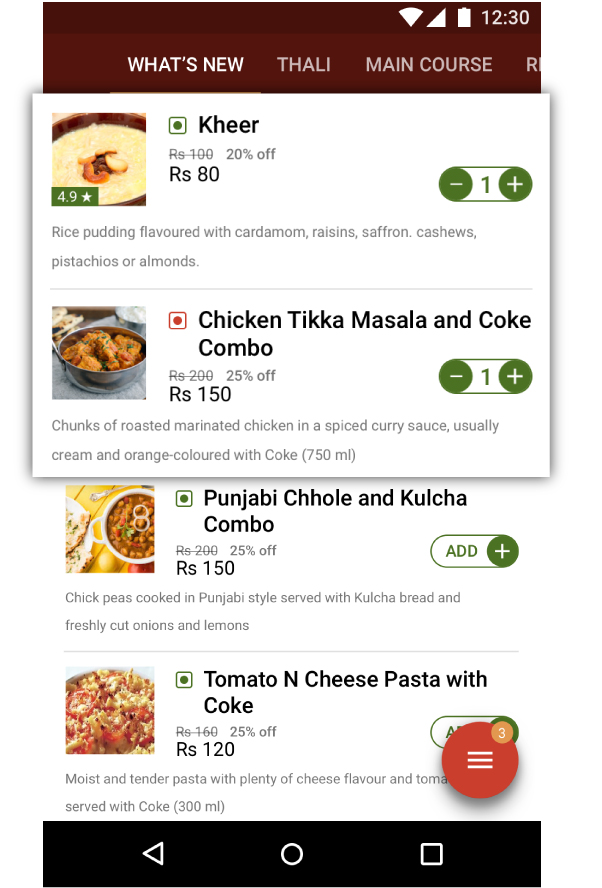 12:30
WHAT'S NEW THALI MAIN COURSE
Kheer
Rs 100 20% off
Rs 80
4.9 ★
− 1 +
Rice pudding flavoured with cardamom, raisins, saffron. cashews,
pistachios or almonds.
Chicken Tikka Masala and Coke
Combo
Rs 200 25% off
Rs 150
− 1 +
Chunks of roasted marinated chicken in a spiced curry sauce, usually
cream and orange-coloured with Coke (750 ml)
Punjabi Chhole and Kulcha
Combo
Rs 200 25% off
Rs 150
ADD +
Chick peas cooked in Punjabi style served with Kulcha bread and
freshly cut onions and lemons
Tomato N Cheese Pasta with
Coke
Rs 160 25% off
Rs 120
3
Moist and tender pasta with plenty of cheese flavour and
served with Coke (300 ml)